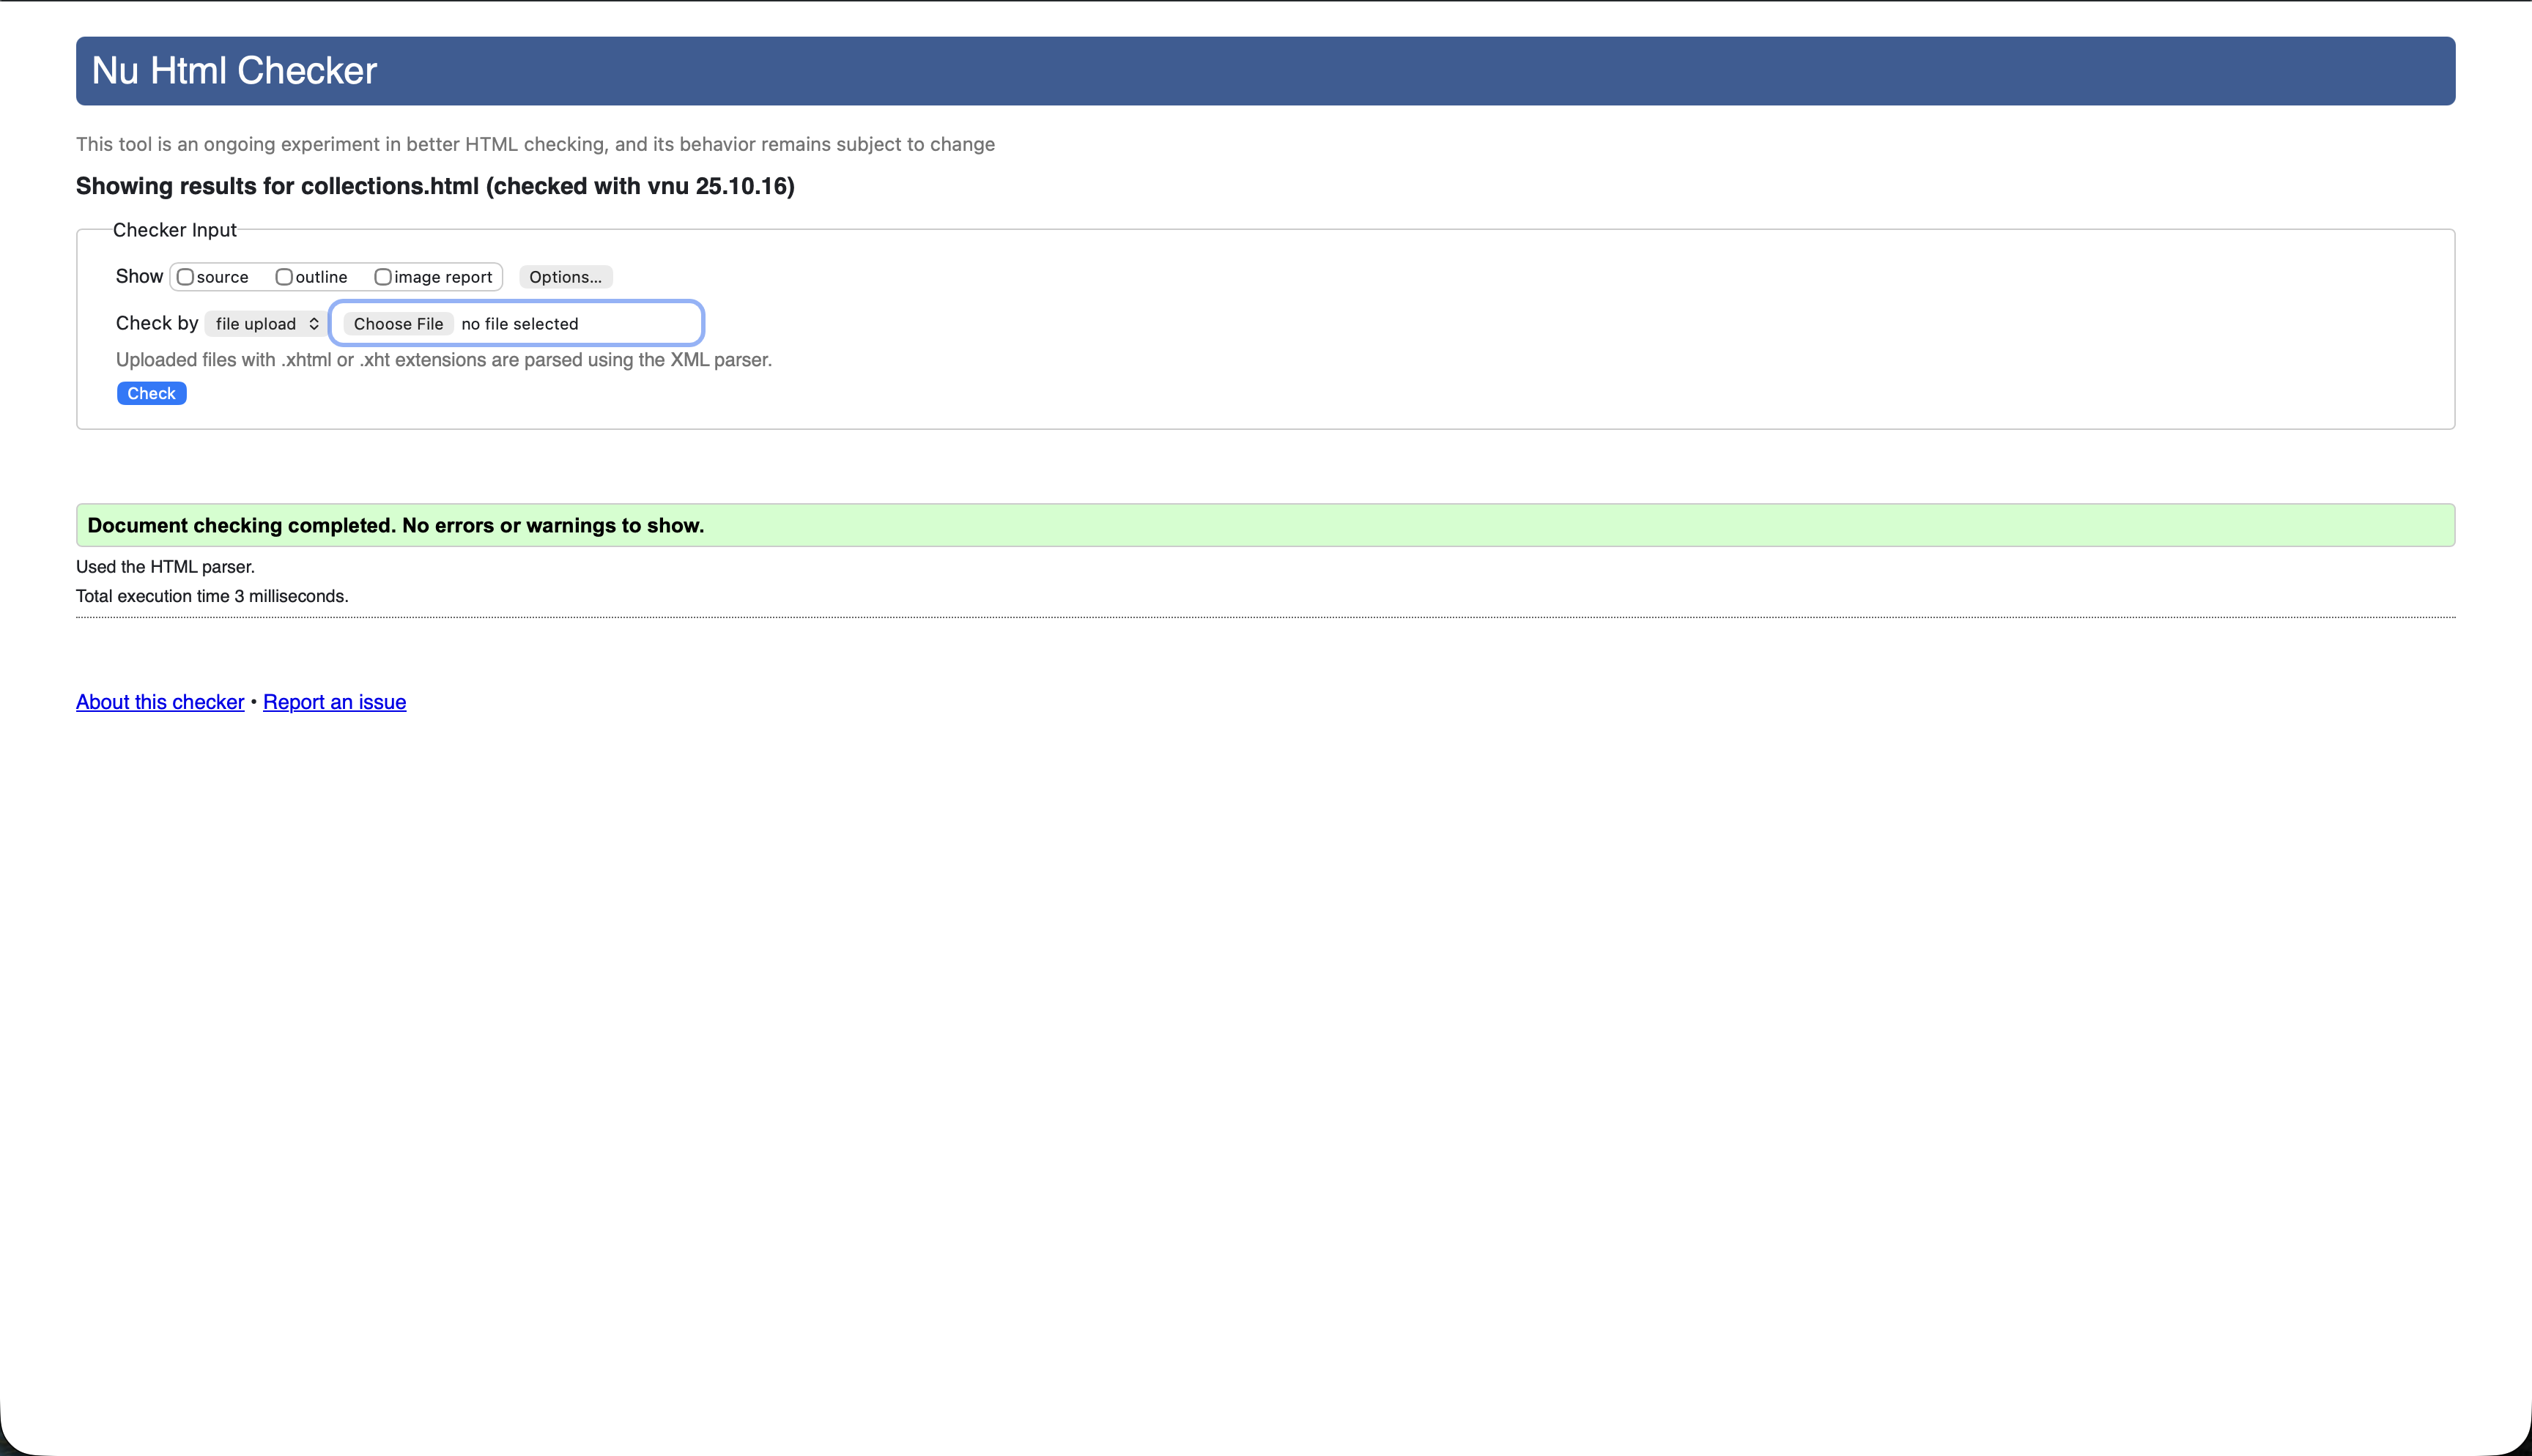 Nu Html Checker
This tool is an ongoing experiment in better HTML checking, and its behavior remains subject to change
Showing results for collections.html (checked with vnu 25.10.16)
Checker Input
Show source outline image report Options...
Check by file upload Choose File no file selected
Uploaded files with .xhtml or .xht extensions are parsed using the XML parser.
Check
Document checking completed. No errors or warnings to show.
Used the HTML parser.
Total execution time 3 milliseconds.
About this checker • Report an issue